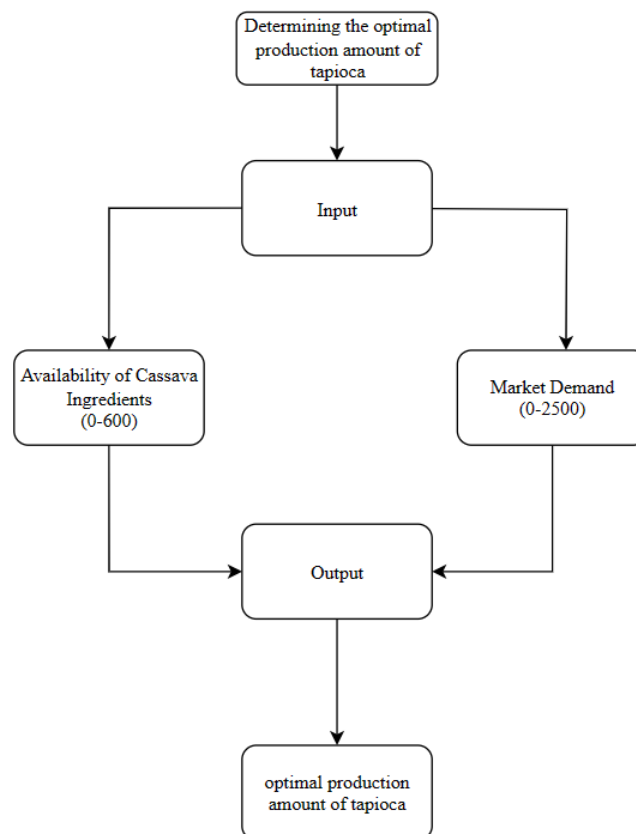 Determining the optimal
production amount of
tapioca
Input
Availability of Cassava
Ingredients
(0-600)
Market Demand
(0-2500)
Output
optimal production
amount of tapioca